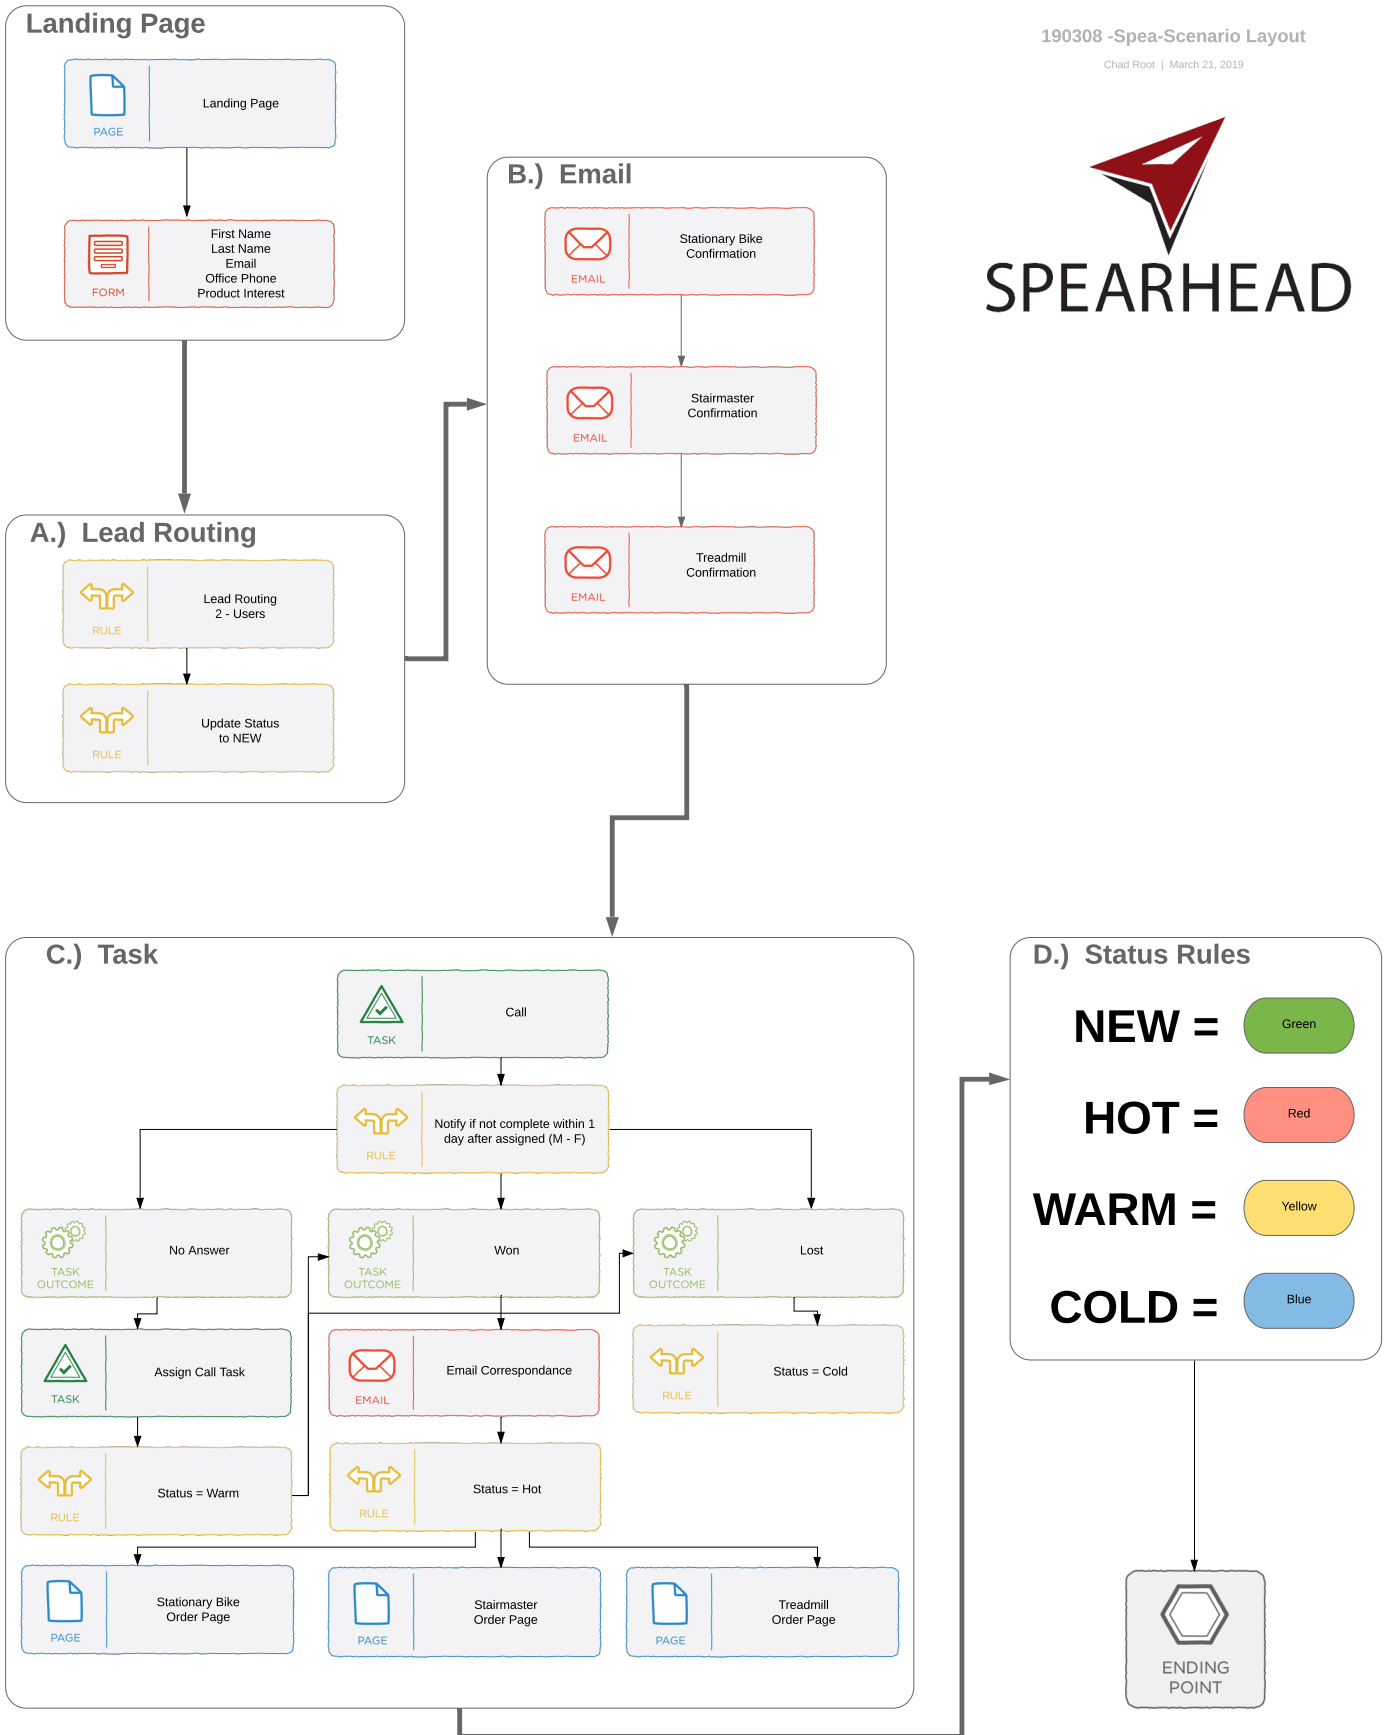 Landing Page
PAGE
Landing Page
FORM
First Name
Last Name
Email
Office Phone
Product Interest
190308 -Spea-Scenario Layout
Chad Root | March 21, 2019
SPEARHEAD
A.) Lead Routing
RULE
Lead Routing
2 - Users
RULE
Update Status
to NEW
B.) Email
EMAIL
Stationary Bike
Confirmation
EMAIL
Stairmaster
Confirmation
EMAIL
Treadmill
Confirmation
C.) Task
TASK
Call
RULE
Notify if not complete within 1
day after assigned (M - F)
TASK
OUTCOME
No Answer
TASK
OUTCOME
Won
TASK
OUTCOME
Lost
TASK
Assign Call Task
EMAIL
Email Correspondance
RULE
Status = Cold
RULE
Status = Warm
RULE
Status = Hot
PAGE
Stationary Bike
Order Page
PAGE
Stairmaster
Order Page
PAGE
Treadmill
Order Page
D.) Status Rules
NEW =
Green
HOT =
Red
WARM =
Yellow
COLD =
Blue
ENDING
POINT